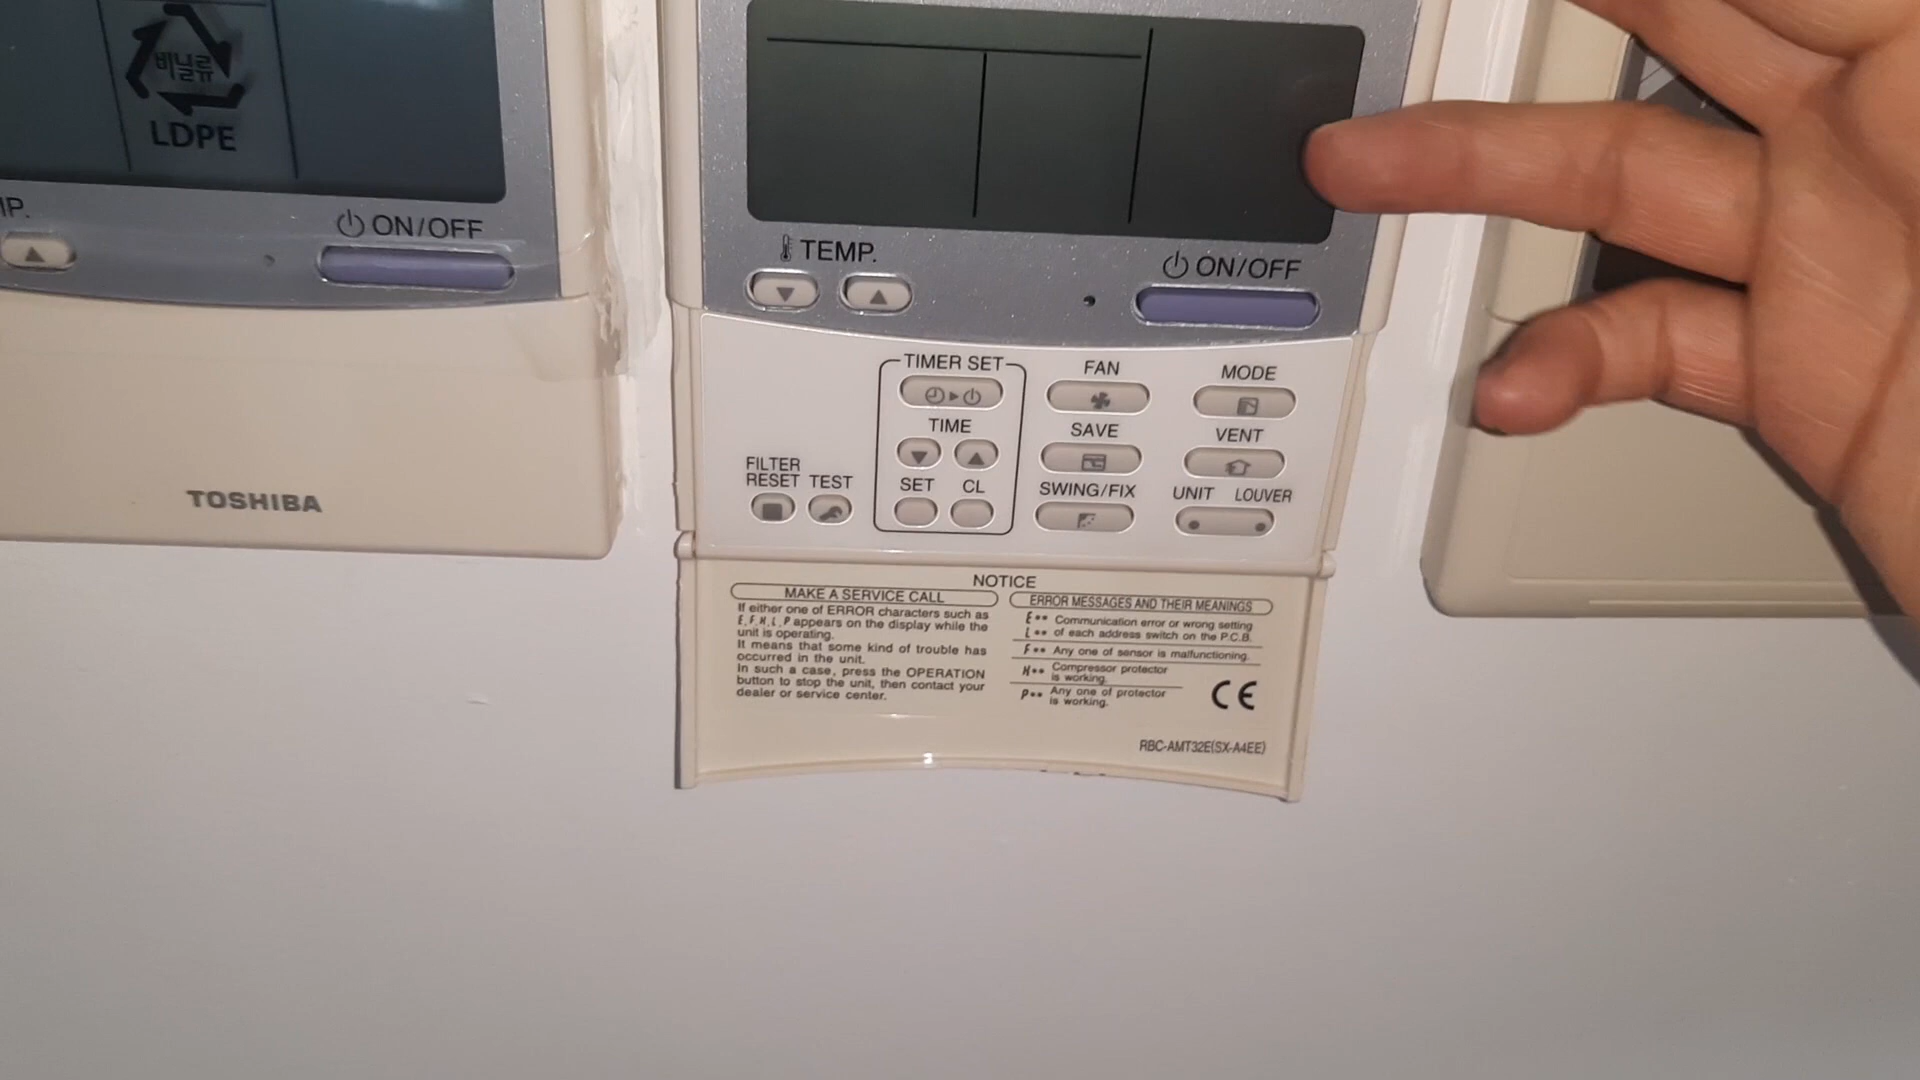 비닐류
LDPE
ON/OFF
TOSHIBA
TEMP.
ON/OFF
TIMER SET
FAN
MODE
TIME
SAVE
VENT
FILTER
RESET TEST
SET CL
SWING/FIX
UNIT LOUVER
NOTICE
MAKE A SERVICE CALL
If either one of ERROR characters such as
E, F, H, L, P appears on the display while the
unit is operating.
It means that some kind of trouble has
occurred in the unit.
In such a case, press the OPERATION
button to stop the unit, then contact your
dealer or service center.
ERROR MESSAGES AND THEIR MEANINGS
E** Communication error or wrong setting
L** of each address switch on the P.C.B.
F** Any one of sensor is malfunctioning.
H** Compressor protector
is working.
P** Any one of protector
is working.
CE
RBC-AMT32E(SX-A4EE)